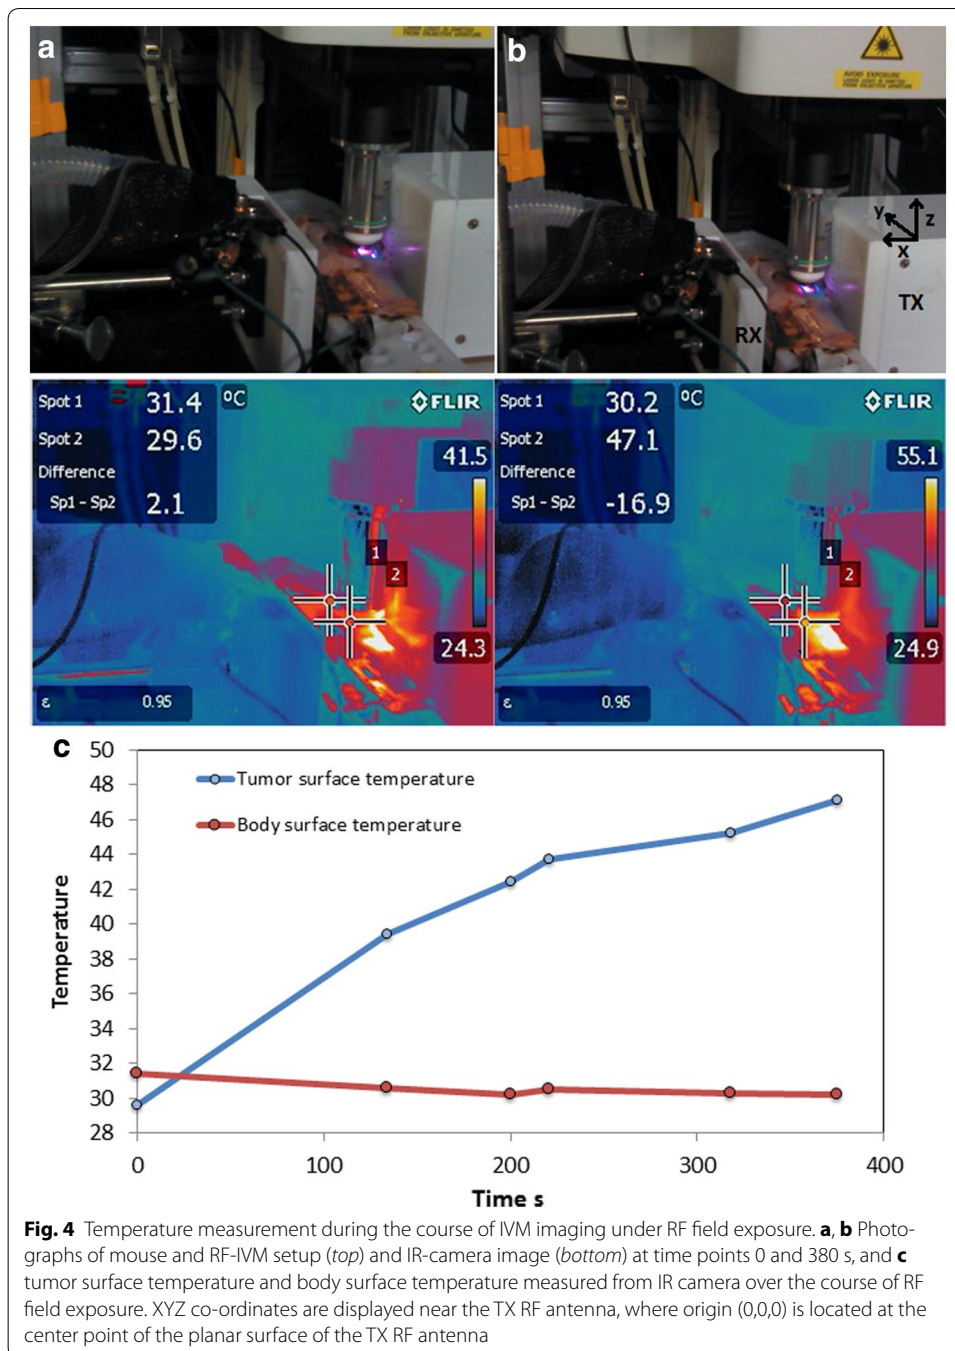 a
b
AVOID EXPOSURE
Y
Z
X
TX
RX
Spot 1 31.4 °C FLIR
Spot 2 29.6
41.5
Difference
Sp1 - Sp2 2.1
1
2
24.3
ε 0.95
Spot 1 30.2 °C FLIR
Spot 2 47.1
55.1
Difference
Sp1 - Sp2 -16.9
1
2
24.9
ε 0.95
c
50
48
46
44
42
40
38
36
34
32
30
28
Temperature
Tumor surface temperature
Body surface temperature
0 100 200 300 400
Time s
Fig. 4 Temperature measurement during the course of IVM imaging under RF field exposure. a, b Photo-
graphs of mouse and RF-IVM setup (top) and IR-camera image (bottom) at time points 0 and 380 s, and c
tumor surface temperature and body surface temperature measured from IR camera over the course of RF
field exposure. XYZ co-ordinates are displayed near the TX RF antenna, where origin (0,0,0) is located at the
center point of the planar surface of the TX RF antenna